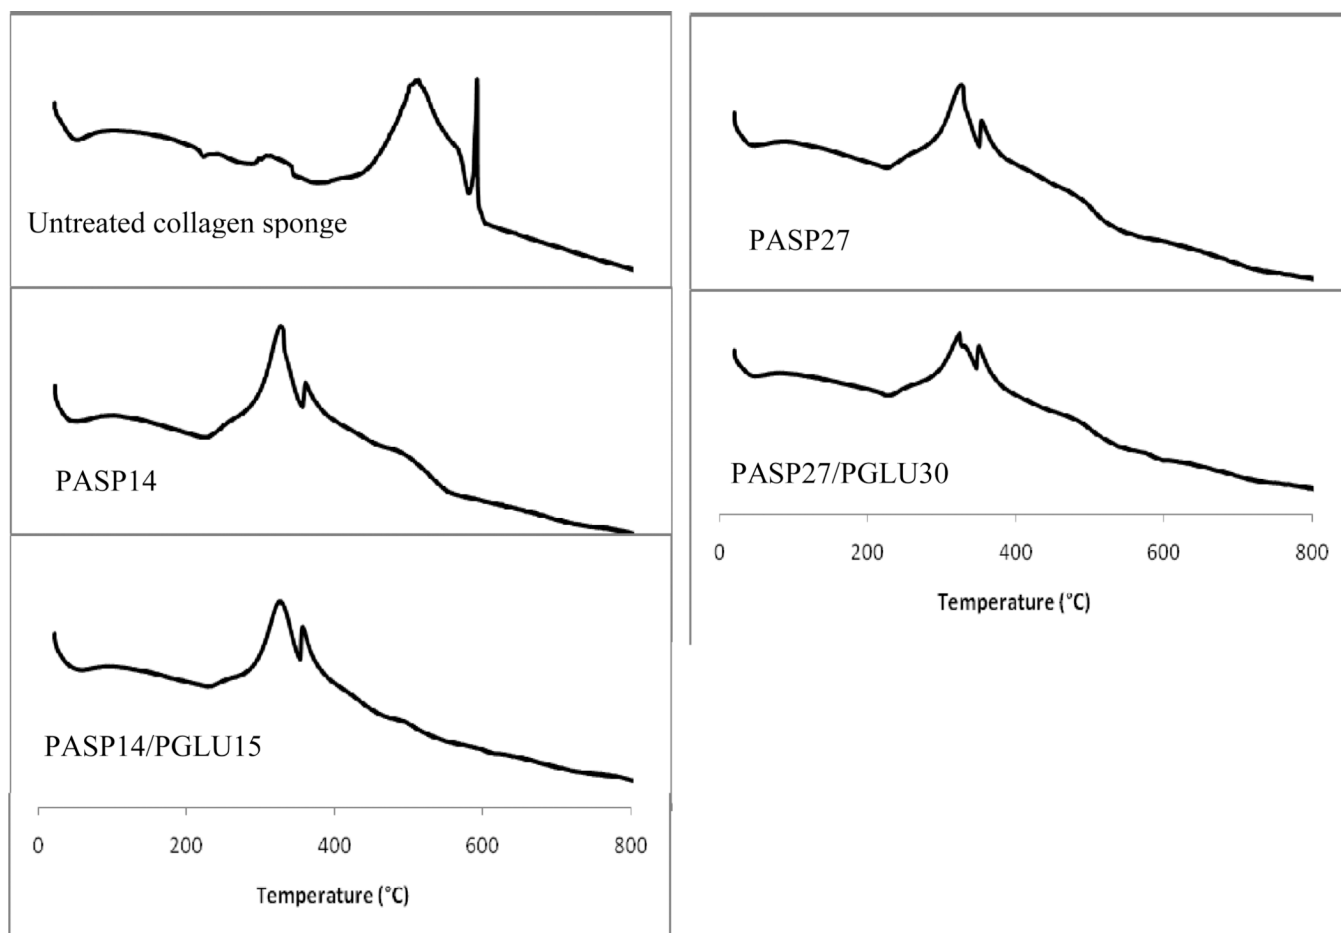 Untreated collagen sponge
PASP14
PASP14/PGLU15
0 200 400 600 800
Temperature (°C)
PASP27
PASP27/PGLU30
0 200 400 600 800
Temperature (°C)